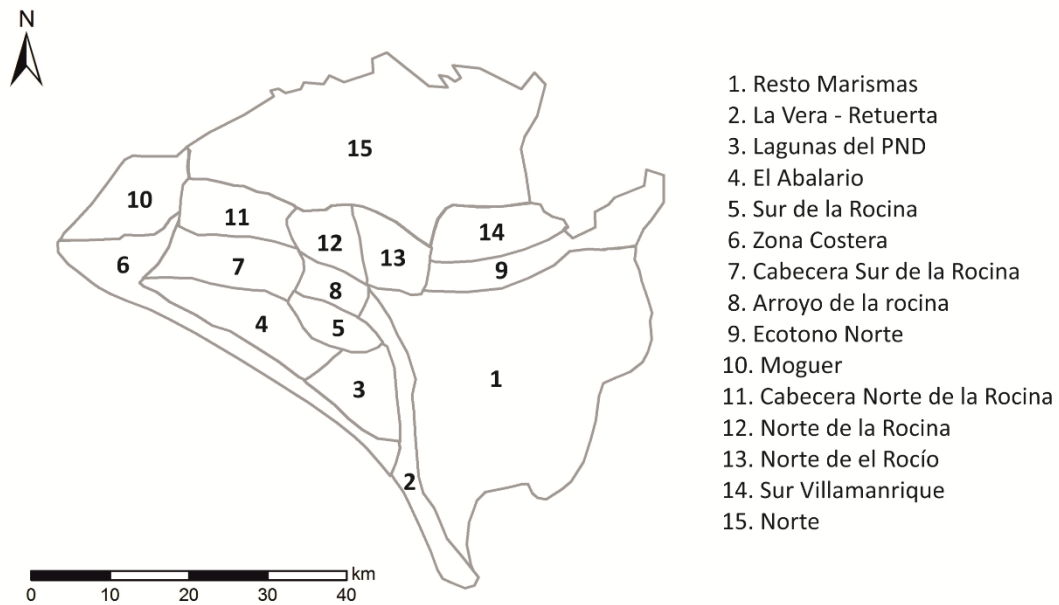 N
15
10
11
12
14
13
6
7
9
8
4
5
1
3
2
km
0 10 20 30 40
1. Resto Marismas
2. La Vera - Retuerta
3. Lagunas del PND
4. El Abalario
5. Sur de la Rocina
6. Zona Costera
7. Cabecera Sur de la Rocina
8. Arroyo de la rocina
9. Ecotono Norte
10. Moguer
11. Cabecera Norte de la Rocina
12. Norte de la Rocina
13. Norte de el Rocío
14. Sur Villamanrique
15. Norte